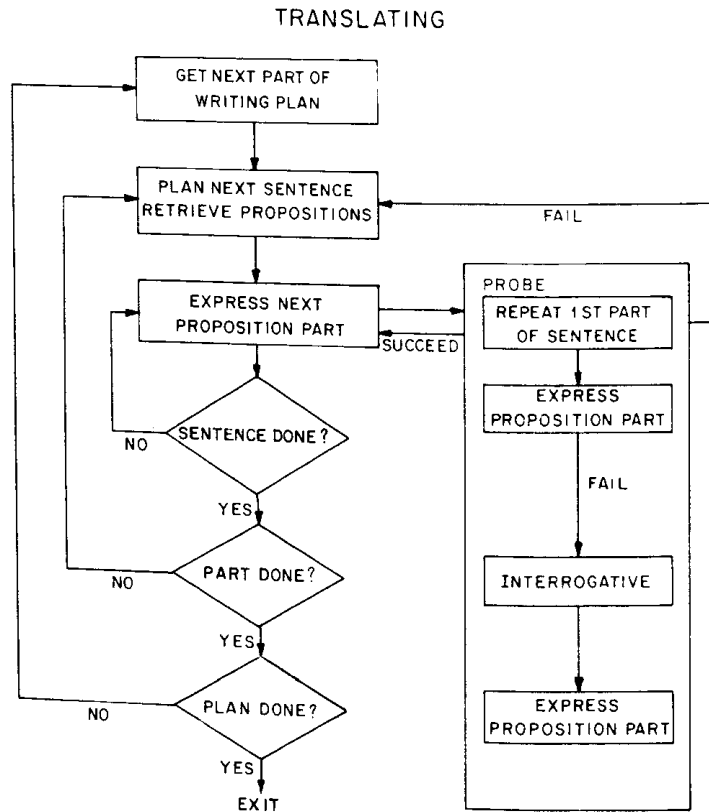 TRANSLATING
GET NEXT PART OF
WRITING PLAN
PLAN NEXT SENTENCE
RETRIEVE PROPOSITIONS
FAIL
EXPRESS NEXT
PROPOSITION PART
SUCCEED
PROBE
REPEAT 1ST PART
OF SENTENCE
EXPRESS
PROPOSITION PART
FAIL
INTERROGATIVE
EXPRESS
PROPOSITION PART
SENTENCE DONE?
NO
YES
PART DONE?
NO
YES
PLAN DONE?
NO
YES
EXIT